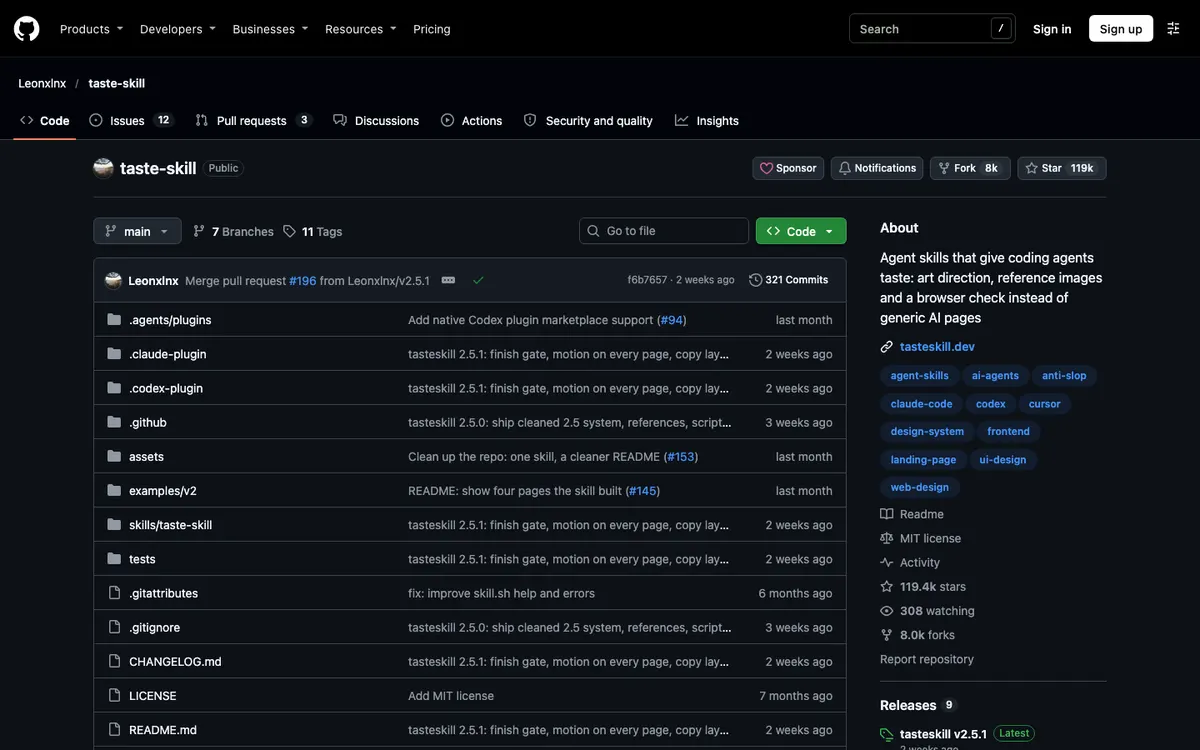 Products Developers Businesses Resources Pricing Search / Sign in Sign up
Leonxlnx / taste-skill
Code Issues 12 Pull requests 3 Discussions Actions Security and quality Insights
taste-skill Public Sponsor Notifications Fork 8k Star 119k
main 7 Branches 11 Tags Go to file Code
Leonxlnx Merge pull request #196 from Leonxlnx/v2.5.1 f6b7657 · 2 weeks ago 321 Commits
.agents/plugins Add native Codex plugin marketplace support (#94) last month
.claude-plugin tasteskill 2.5.1: finish gate, motion on every page, copy lay... 2 weeks ago
.codex-plugin tasteskill 2.5.1: finish gate, motion on every page, copy lay... 2 weeks ago
.github tasteskill 2.5.0: ship cleaned 2.5 system, references, script... 3 weeks ago
assets Clean up the repo: one skill, a cleaner README (#153) last month
examples/v2 README: show four pages the skill built (#145) last month
skills/taste-skill tasteskill 2.5.1: finish gate, motion on every page, copy lay... 2 weeks ago
tests tasteskill 2.5.1: finish gate, motion on every page, copy lay... 2 weeks ago
.gitattributes fix: improve skill.sh help and errors 6 months ago
.gitignore tasteskill 2.5.0: ship cleaned 2.5 system, references, script... 3 weeks ago
CHANGELOG.md tasteskill 2.5.1: finish gate, motion on every page, copy lay... 2 weeks ago
LICENSE Add MIT license 7 months ago
README.md tasteskill 2.5.1: finish gate, motion on every page, copy lay... 2 weeks ago
About
Agent skills that give coding agents
taste: art direction, reference images
and a browser check instead of
generic AI pages
tasteskill.dev
agent-skills ai-agents anti-slop
claude-code codex cursor
design-system frontend
landing-page ui-design
web-design
Readme
MIT license
Activity
119.4k stars
308 watching
8.0k forks
Report repository
Releases 9
tasteskill v2.5.1 Latest
2 weeks ago